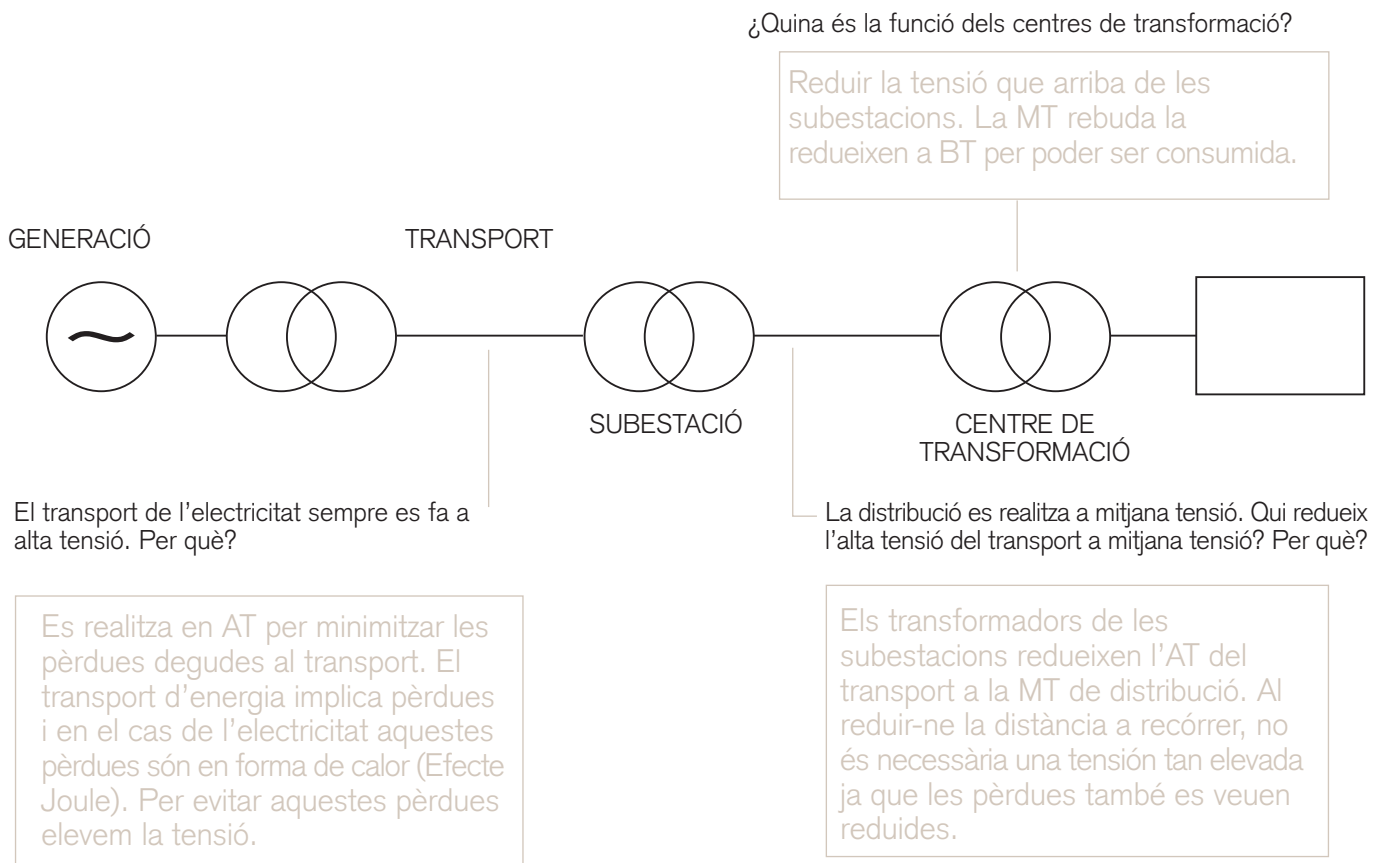 ¿Quina és la funció dels centres de transformació?
Reduir la tensió que arriba de les
subestacions. La MT rebuda la
redueixen a BT per poder ser consumida.
GENERACIÓ
TRANSPORT
SUBESTACIÓ
CENTRE DE
TRANSFORMACIÓ
El transport de l’electricitat sempre es fa a
alta tensió. Per què?
La distribució es realitza a mitjana tensió. Qui redueix
l’alta tensió del transport a mitjana tensió? Per què?
Es realitza en AT per minimitzar les
pèrdues degudes al transport. El
transport d’energia implica pèrdues
i en el cas de l’electricitat aquestes
pèrdues són en forma de calor (Efecte
Joule). Per evitar aquestes pèrdues
elevem la tensió.
Els transformadors de les
subestacions redueixen l’AT del
transport a la MT de distribució. Al
reduir-ne la distància a recórrer, no
és necessària una tensión tan elevada
ja que les pèrdues també es veuen
reduides.